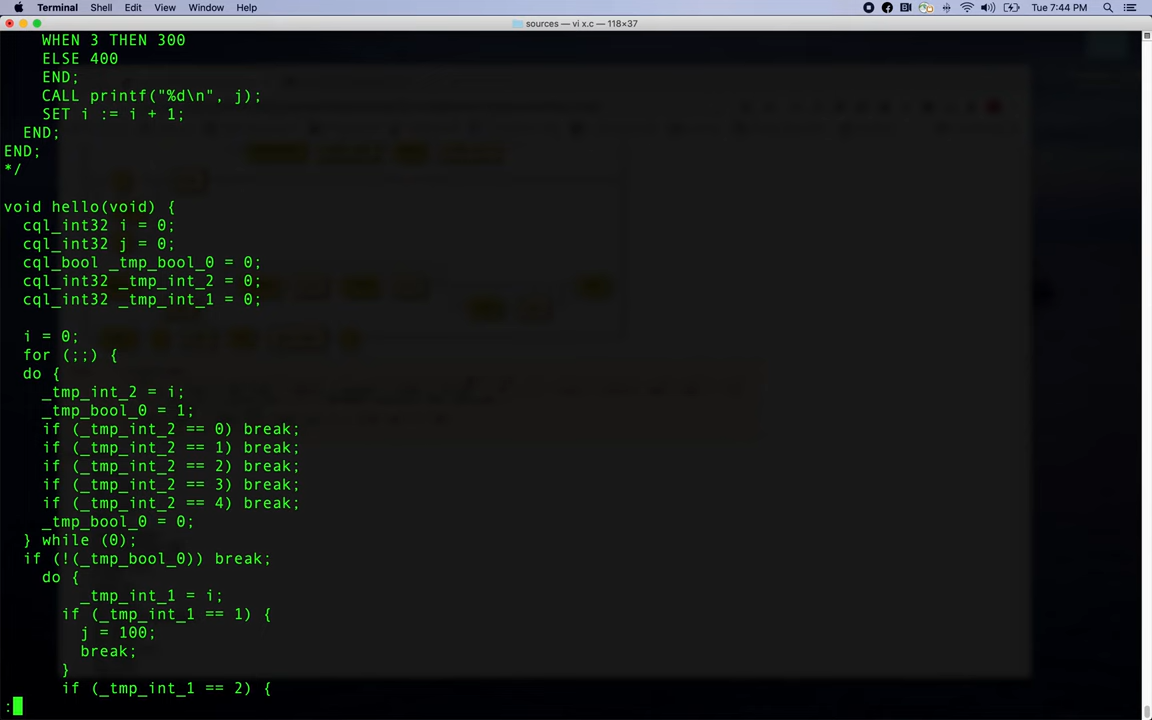 Terminal Shell Edit View Window Help Tue 7:44 PM
sources — vi x.c — 118×37
WHEN 3 THEN 300
ELSE 400
END;
CALL printf("%d\n", j);
SET i := i + 1;
END;
END;
*/
void hello(void) {
cql_int32 i = 0;
cql_int32 j = 0;
cql_bool _tmp_bool_0 = 0;
cql_int32 _tmp_int_2 = 0;
cql_int32 _tmp_int_1 = 0;
i = 0;
for (;;) {
do {
_tmp_int_2 = i;
_tmp_bool_0 = 1;
if (_tmp_int_2 == 0) break;
if (_tmp_int_2 == 1) break;
if (_tmp_int_2 == 2) break;
if (_tmp_int_2 == 3) break;
if (_tmp_int_2 == 4) break;
_tmp_bool_0 = 0;
} while (0);
if (!(_tmp_bool_0)) break;
do {
_tmp_int_1 = i;
if (_tmp_int_1 == 1) {
j = 100;
break;
}
if (_tmp_int_1 == 2) {
: